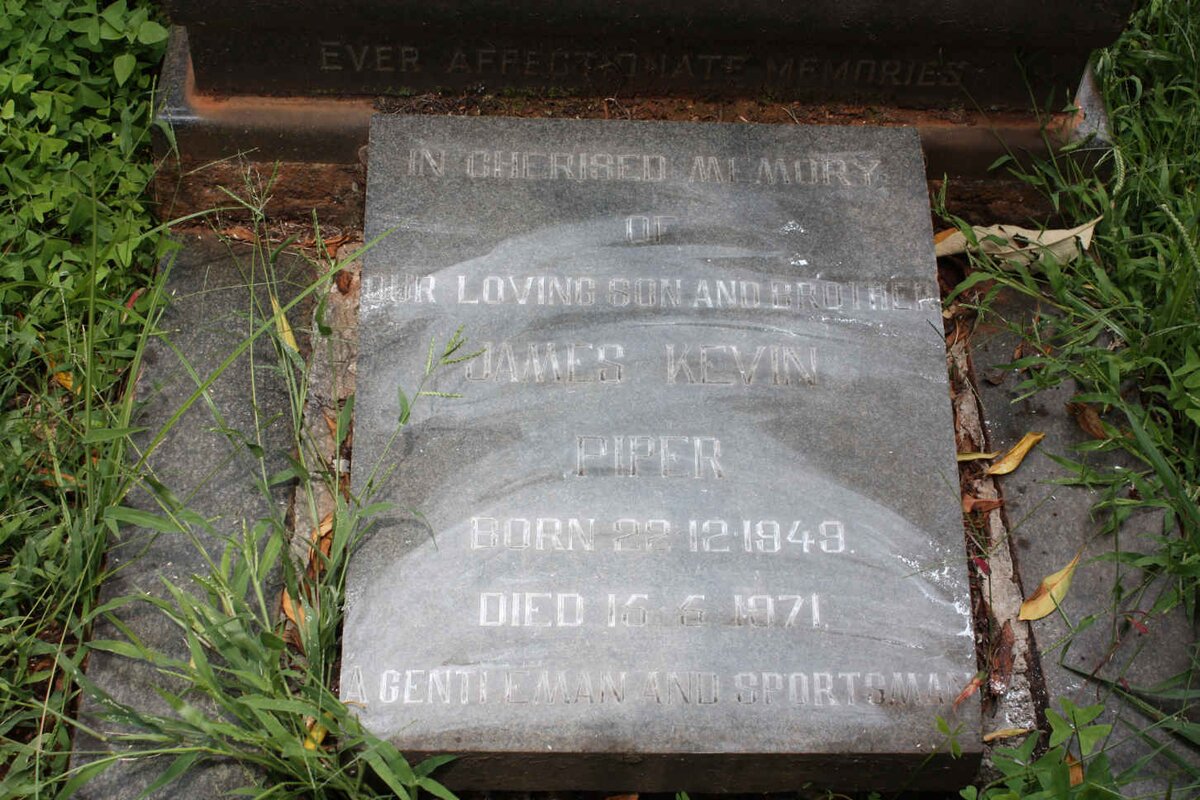 EVER AFFECTIONATE MEMORIES
IN CHERISED MEMORY
OF
OUR LOVING SON AND BROTHER
JAMES KEVIN
PIPER
BORN 22·12·1949.
DIED 16·6·1971.
A GENTLEMAN AND SPORTSMAN